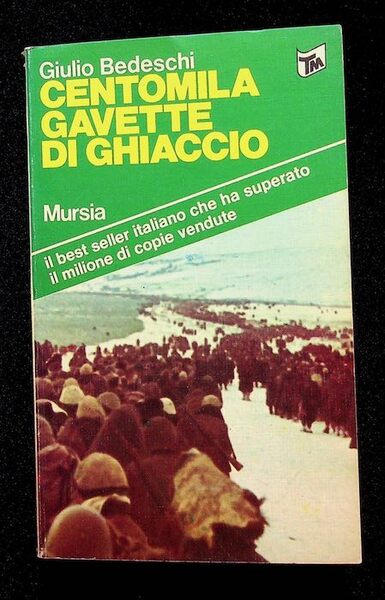 Giulio Bedeschi
CENTOMILA
GAVETTE
DI GHIACCIO
TM
Mursia
il best seller italiano che ha superato
il milione di copie vendute